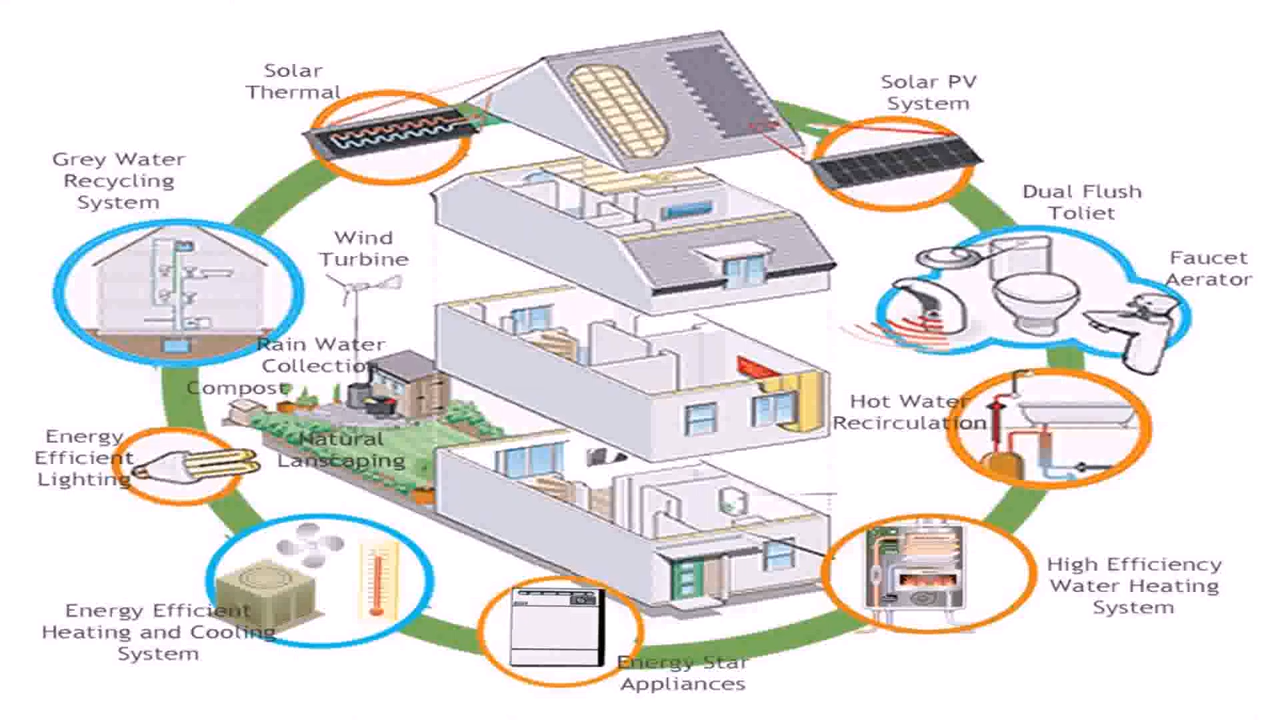 Solar
Thermal
Solar PV
System
Grey Water
Recycling
System
Dual Flush
Toliet
Wind
Turbine
Faucet
Aerator
Rain Water
Collection
Compost
Hot Water
Recirculation
Energy
Efficient
Lighting
Natural
Lanscaping
High Efficiency
Water Heating
System
Energy Efficient
Heating and Cooling
System
Energy Star
Appliances